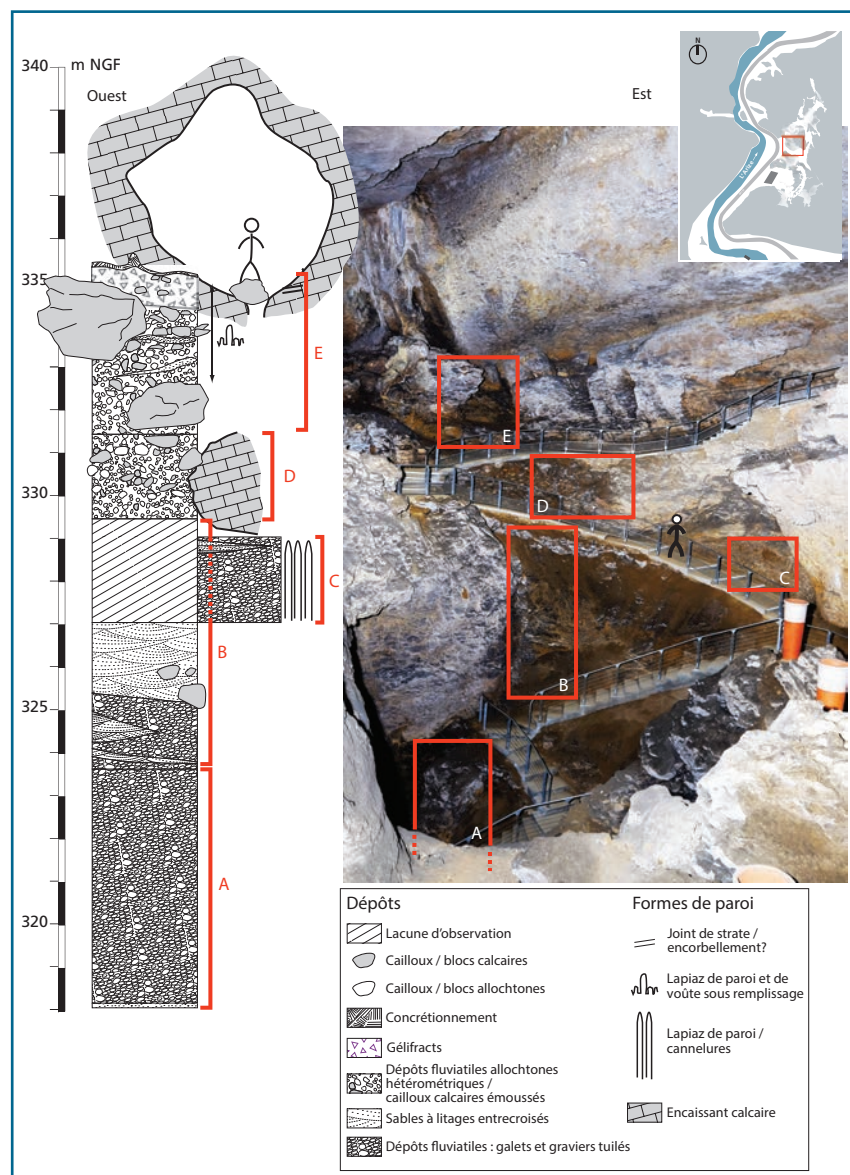 340 m NGF
Ouest
Est
N
L'Arize
335
E
D
330
C
B
325
A
320
E
D
C
B
A
Dépôts
Lacune d'observation
Cailloux / blocs calcaires
Cailloux / blocs allochtones
Concrétionnement
Gélifracts
Dépôts fluviatiles allochtones
hétérométriques /
cailloux calcaires émoussés
Sables à litages entrecroisés
Dépôts fluviatiles : galets et graviers tuilés
Formes de paroi
Joint de strate /
encorbellement?
Lapiaz de paroi et de
voûte sous remplissage
Lapiaz de paroi /
cannelures
Encaissant calcaire